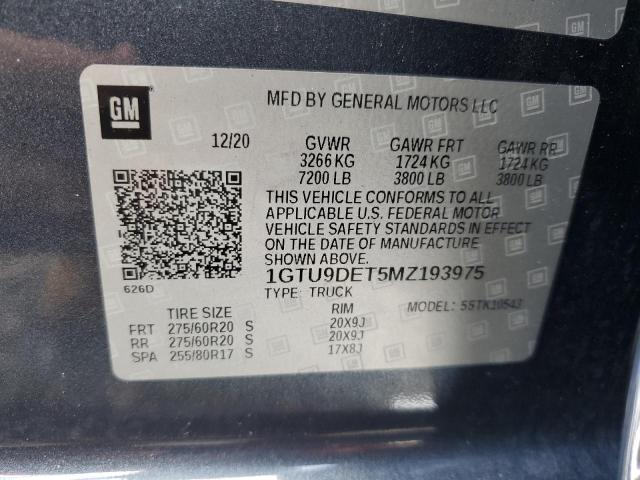 GM
MFD BY GENERAL MOTORS LLC
12/20 GVWR GAWR FRT GAWR RR
3266 KG 1724 KG 1724 KG
7200 LB 3800 LB 3800 LB
THIS VEHICLE CONFORMS TO ALL
APPLICABLE U.S. FEDERAL MOTOR
VEHICLE SAFETY STANDARDS IN EFFECT
ON THE DATE OF MANUFACTURE
SHOWN ABOVE.
1GTU9DET5MZ193975
626D
TYPE: TRUCK
MODEL: 5STK10543
TIRE SIZE RIM
FRT 275/60R20 S 20X9J
RR 275/60R20 S 20X9J
SPA 255/80R17 S 17X8J